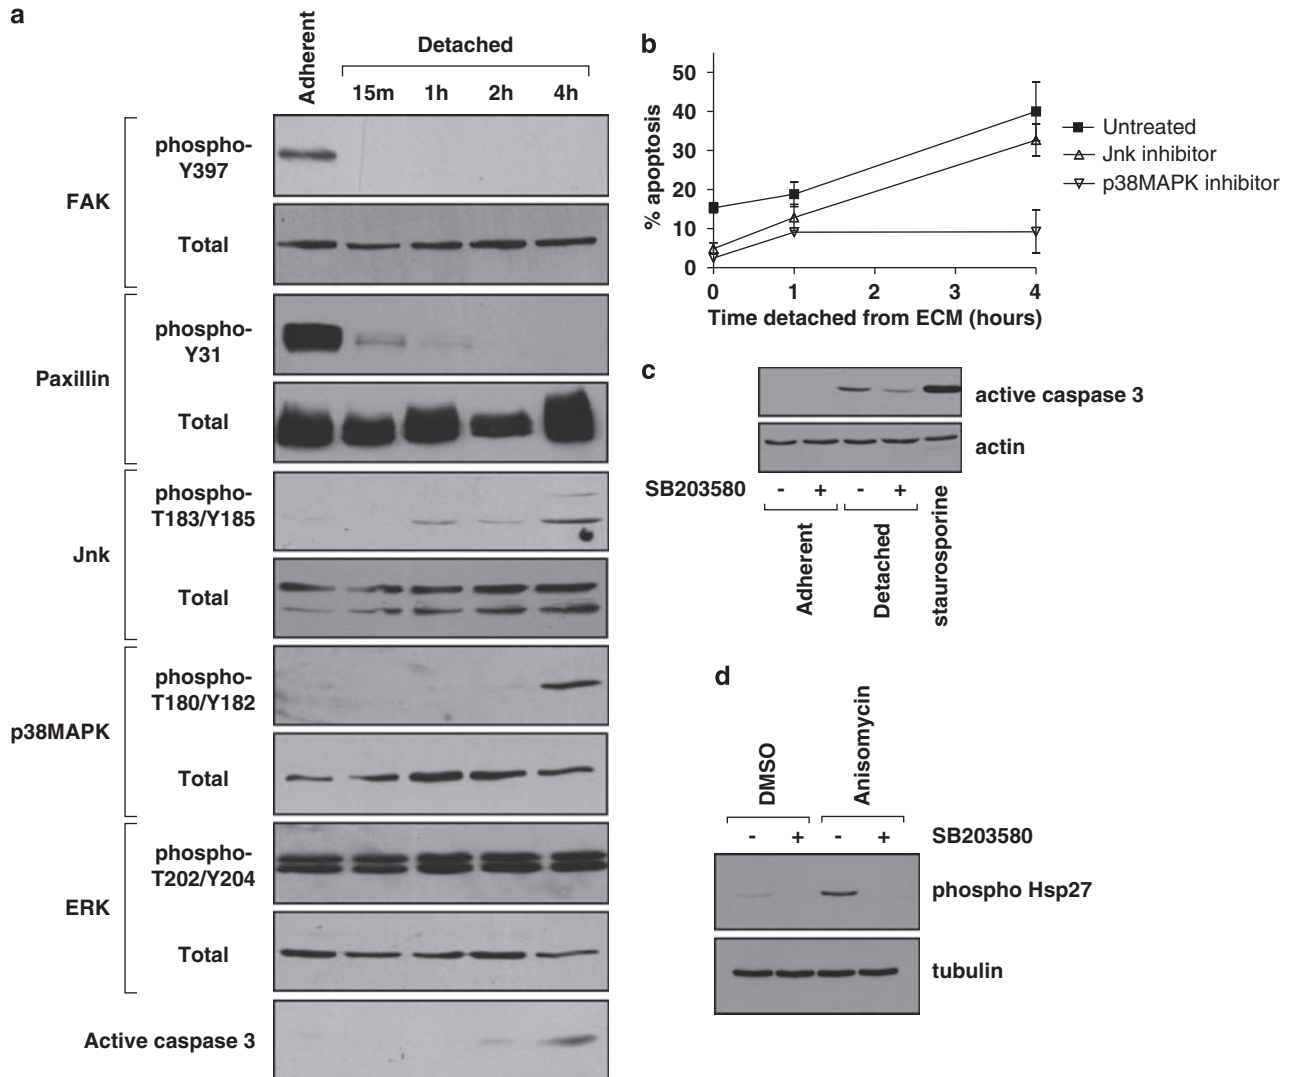 a
Adherent
Detached
15m 1h 2h 4h
FAK
phospho-
Y397
Total
Paxillin
phospho-
Y31
Total
Jnk
phospho-
T183/Y185
Total
p38MAPK
phospho-
T180/Y182
Total
ERK
phospho-
T202/Y204
Total
Active caspase 3
b
% apoptosis
50
40
30
20
10
0
0 1 2 3 4
Time detached from ECM (hours)
Untreated
Jnk inhibitor
p38MAPK inhibitor
c
active caspase 3
actin
SB203580 - + - +
Adherent
Detached
staurosporine
d
DMSO
Anisomycin
- + - + SB203580
phospho Hsp27
tubulin